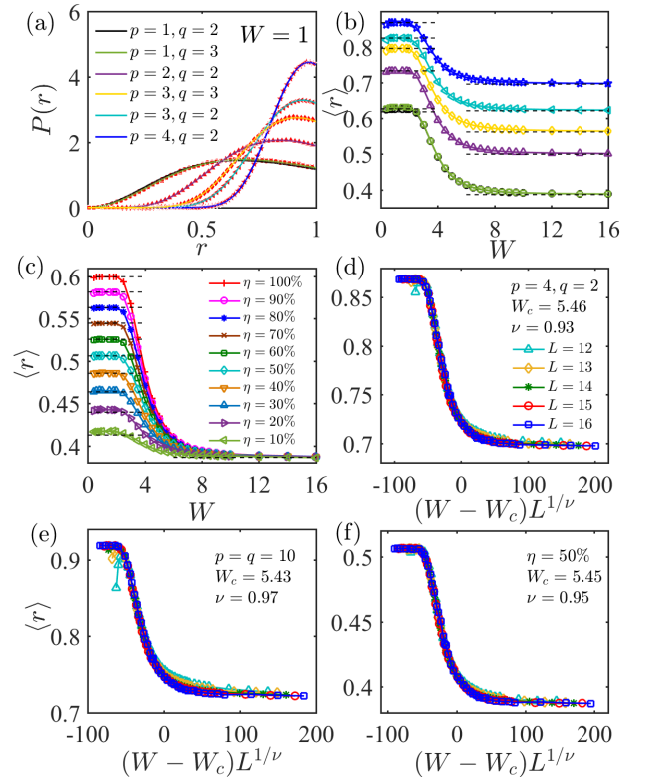 (a)
W = 1
p = 1, q = 2
p = 1, q = 3
p = 2, q = 2
p = 3, q = 3
p = 3, q = 2
p = 4, q = 2
P(r)
6
4
2
0
0 0.5 1
r
(b)
⟨r⟩
0.8
0.7
0.6
0.5
0.4
0 4 8 12 16
W
(c)
⟨r⟩
0.6
0.55
0.5
0.45
0.4
0 4 8 12 16
W
η = 100%
η = 90%
η = 80%
η = 70%
η = 60%
η = 50%
η = 40%
η = 30%
η = 20%
η = 10%
(d)
p = 4, q = 2
W_c = 5.46
ν = 0.93
L = 12
L = 13
L = 14
L = 15
L = 16
0.85
0.8
0.75
0.7
-100 0 100 200
(W − W_c)L^{1/ν}
(e)
p = q = 10
W_c = 5.43
ν = 0.97
⟨r⟩
0.9
0.8
0.7
-100 0 100 200
(W − W_c)L^{1/ν}
(f)
η = 50%
W_c = 5.45
ν = 0.95
0.5
0.45
0.4
-100 0 100 200
(W − W_c)L^{1/ν}